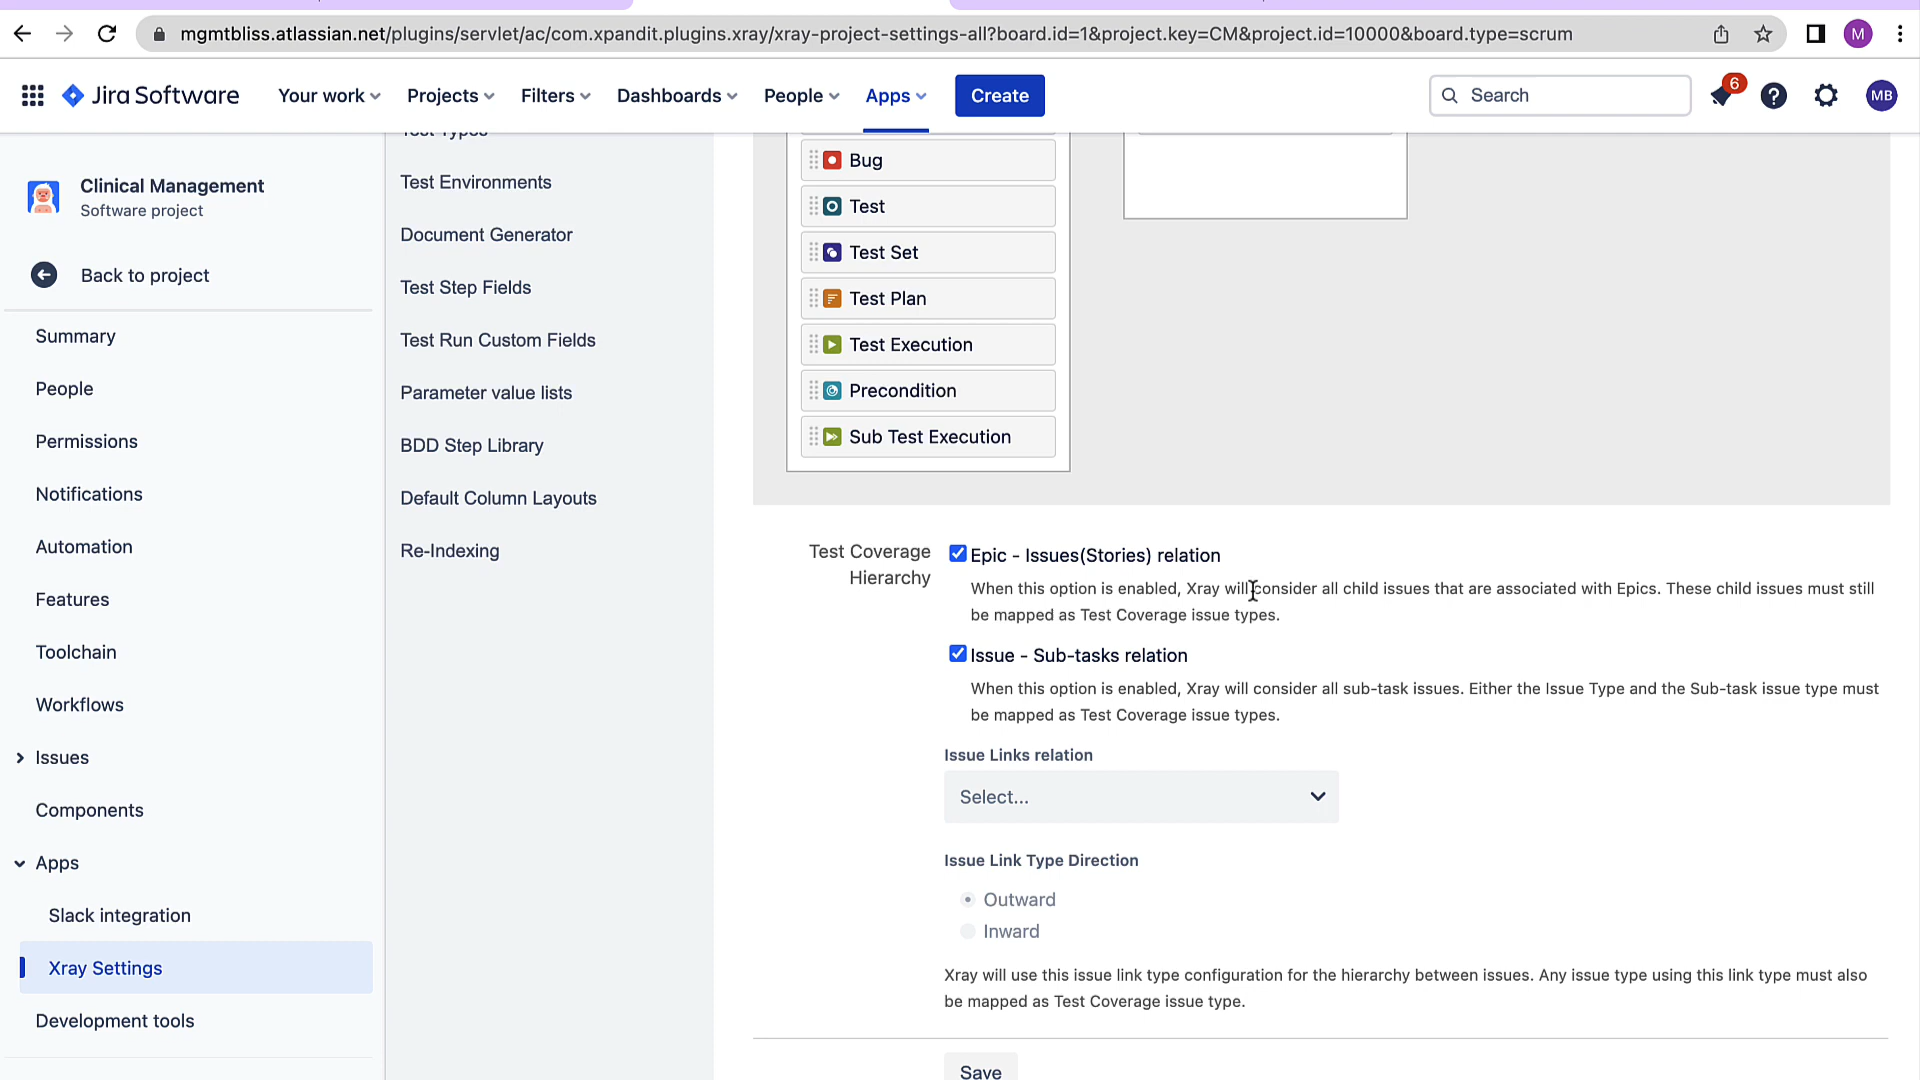 mgmtbliss.atlassian.net/plugins/servlet/ac/com.xpandit.plugins.xray/xray-project-settings-all?board.id=1&project.key=CM&project.id=10000&board.type=scrum
M
Jira Software
Your work
Projects
Filters
Dashboards
People
Apps
Create
Search
6
MB
Clinical Management
Software project
Back to project
Summary
People
Permissions
Notifications
Automation
Features
Toolchain
Workflows
Issues
Components
Apps
Slack integration
Xray Settings
Development tools
Test Types
Test Environments
Document Generator
Test Step Fields
Test Run Custom Fields
Parameter value lists
BDD Step Library
Default Column Layouts
Re-Indexing
Bug
Test
Test Set
Test Plan
Test Execution
Precondition
Sub Test Execution
Test Coverage
Hierarchy
Epic - Issues(Stories) relation
When this option is enabled, Xray will consider all child issues that are associated with Epics. These child issues must still
be mapped as Test Coverage issue types.
Issue - Sub-tasks relation
When this option is enabled, Xray will consider all sub-task issues. Either the Issue Type and the Sub-task issue type must
be mapped as Test Coverage issue types.
Issue Links relation
Select...
Issue Link Type Direction
Outward
Inward
Xray will use this issue link type configuration for the hierarchy between issues. Any issue type using this link type must also
be mapped as Test Coverage issue type.
Save